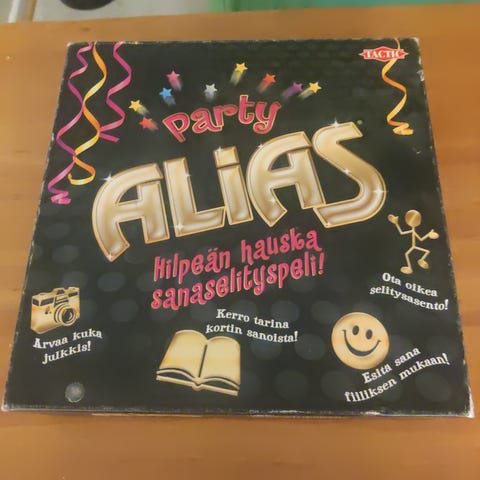 TACTIC
Party
ALiAS
Hilpeän hauska
sanaselityspeli!
Ota oikea
selitysasento!
Arvaa kuka
julkkis!
Kerro tarina
kortin sanoista!
Esitä sana
fiiliksen mukaan!